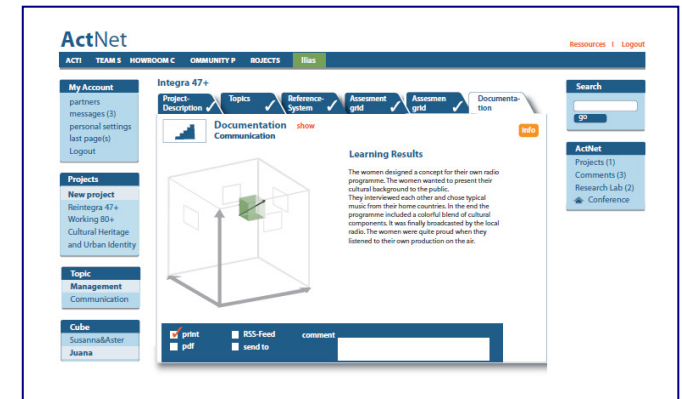 ActNet
Ressources | Logout
ACT! TEAM S HOWROOM C OMMUNITY P ROJECTS Ilias
My Account
partners
messages (3)
personal settings
last page(s)
Logout
Projects
New project
Reintegra 47+
Working 80+
Cultural Heritage
and Urban Identity
Topic
Management
Communication
Cube
Susanna&Aster
Juana
Integra 47+
Project-
Description
Topics
Reference-
System
Assesment
grid
Assesmen
grid
Documenta-
tion
Documentation show
Communication
Info
Learning Results
The women designed a concept for their own radio
programme. The women wanted to present their
cultural background to the public.
They interviewed each other and chose typical
music from their home countries. In the end the
programme included a colorful blend of cultural
components. It was finally broadcasted by the local
radio. The women were quite proud when they
listened to their own production on the air.
print RSS-Feed comment
pdf send to
Search
go
ActNet
Projects (1)
Comments (3)
Research Lab (2)
Conference